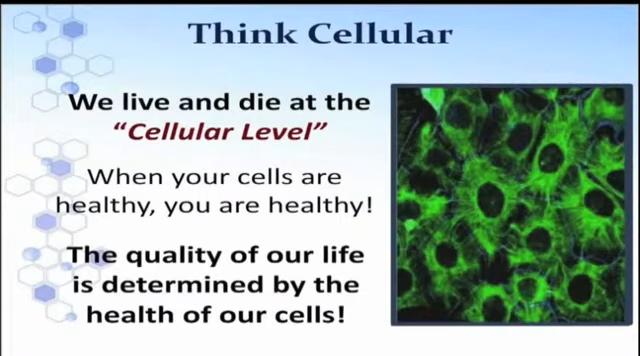 Think Cellular
We live and die at the
“Cellular Level”
When your cells are
healthy, you are healthy!
The quality of our life
is determined by the
health of our cells!